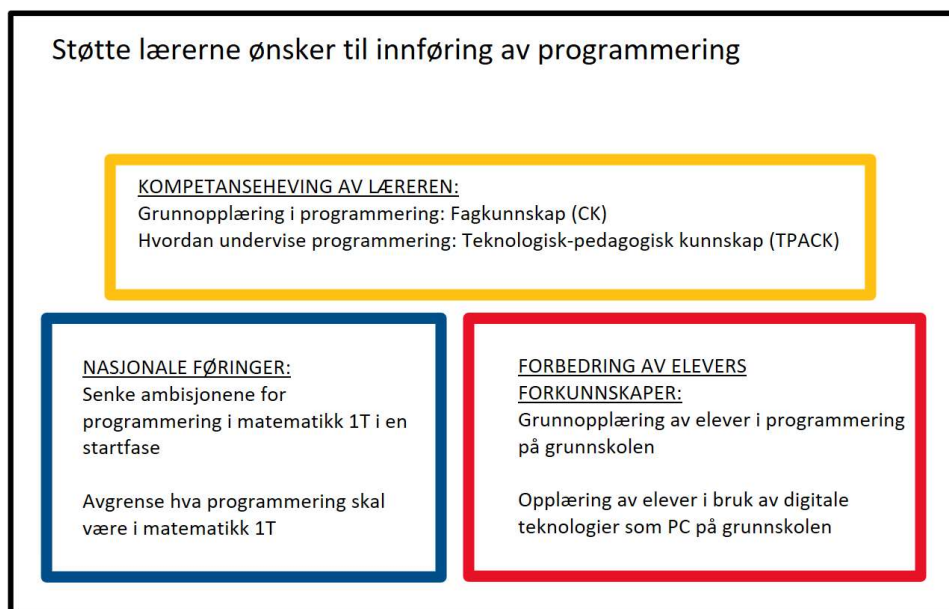 Støtte lærerne ønsker til innføring av programmering
KOMPETANSEHEVING AV LÆREREN:
Grunnopplæring i programmering: Fagkunnskap (CK)
Hvordan undervise programmering: Teknologisk-pedagogisk kunnskap (TPACK)
NASJONALE FØRINGER:
Senke ambisjonene for
programmering i matematikk 1T i en
startfase
Avgrense hva programmering skal
være i matematikk 1T
FORBEDRING AV ELEVERS
FORKUNNSKAPER:
Grunnopplæring av elever i programmering
på grunnskolen
Opplæring av elever i bruk av digitale
teknologier som PC på grunnskolen